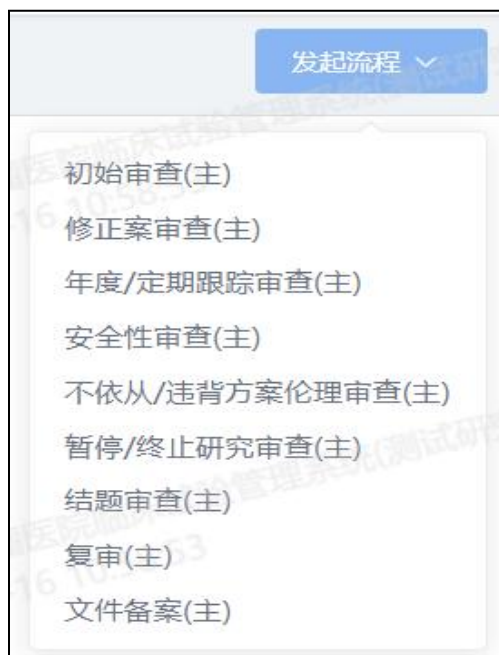 发起流程
初始审查(主)
修正案审查(主)
年度/定期跟踪审查(主)
安全性审查(主)
不依从/违背方案伦理审查(主)
暂停/终止研究审查(主)
结题审查(主)
复审(主)
文件备案(主)